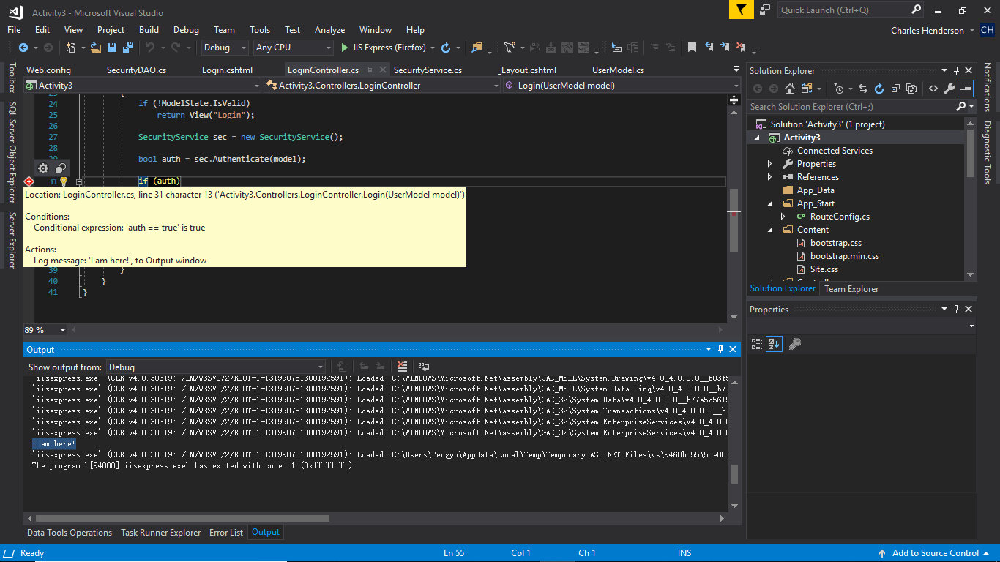 Activity3 - Microsoft Visual Studio
Quick Launch (Ctrl+Q)
File Edit View Project Build Debug Team Tools Test Analyze Window Help
Charles Henderson CH
Debug Any CPU IIS Express (Firefox)
Toolbox
SQL Server Object Explorer
Server Explorer
Web.config SecurityDAO.cs Login.cshtml LoginController.cs SecurityService.cs _Layout.cshtml UserModel.cs
Activity3 Activity3.Controllers.LoginController Login(UserModel model)
23 {
24 if (!ModelState.IsValid)
25 return View("Login");
26
27 SecurityService sec = new SecurityService();
28
29 bool auth = sec.Authenticate(model);
31 if (auth)
Location: LoginController.cs, line 31 character 13 ('Activity3.Controllers.LoginController.Login(UserModel model)')
Conditions:
Conditional expression: 'auth == true' is true
Actions:
Log message: 'I am here!', to Output window
39 }
40 }
41 }
89 %
Output
Show output from: Debug
'iisexpress.exe' (CLR v4.0.30319: /LM/W3SVC/2/ROOT-1-131990781300192591): Loaded 'C:\WINDOWS\Microsoft.Net\assembly\GAC_MSIL\System.Drawing\v4.0_4.0.0.0__b03f5
'iisexpress.exe' (CLR v4.0.30319: /LM/W3SVC/2/ROOT-1-131990781300192591): Loaded 'C:\WINDOWS\Microsoft.Net\assembly\GAC_MSIL\System.Data.Linq\v4.0_4.0.0.0__b77
'iisexpress.exe' (CLR v4.0.30319: /LM/W3SVC/2/ROOT-1-131990781300192591): Loaded 'C:\WINDOWS\Microsoft.Net\assembly\GAC_32\System.Data\v4.0_4.0.0.0__b77a5c5619
'iisexpress.exe' (CLR v4.0.30319: /LM/W3SVC/2/ROOT-1-131990781300192591): Loaded 'C:\WINDOWS\Microsoft.Net\assembly\GAC_32\System.Transactions\v4.0_4.0.0.0__b7
'iisexpress.exe' (CLR v4.0.30319: /LM/W3SVC/2/ROOT-1-131990781300192591): Loaded 'C:\WINDOWS\Microsoft.Net\assembly\GAC_32\System.EnterpriseServices\v4.0_4.0.0
'iisexpress.exe' (CLR v4.0.30319: /LM/W3SVC/2/ROOT-1-131990781300192591): Loaded 'C:\WINDOWS\Microsoft.Net\assembly\GAC_32\System.EnterpriseServices\v4.0_4.0.0
I am here!
'iisexpress.exe' (CLR v4.0.30319: /LM/W3SVC/2/ROOT-1-131990781300192591): Loaded 'C:\Users\Pengyu\AppData\Local\Temp\Temporary ASP.NET Files\vs\9468b855\58e00f
The program '[94880] iisexpress.exe' has exited with code -1 (0xffffffff).
Data Tools Operations Task Runner Explorer Error List Output
Solution Explorer
Search Solution Explorer (Ctrl+;)
Solution 'Activity3' (1 project)
Activity3
Connected Services
Properties
References
App_Data
App_Start
C# RouteConfig.cs
Content
bootstrap.css
bootstrap.min.css
Site.css
Solution Explorer Team Explorer
Properties
Notifications
Diagnostic Tools
Ready Ln 55 Col 1 Ch 1 INS Add to Source Control